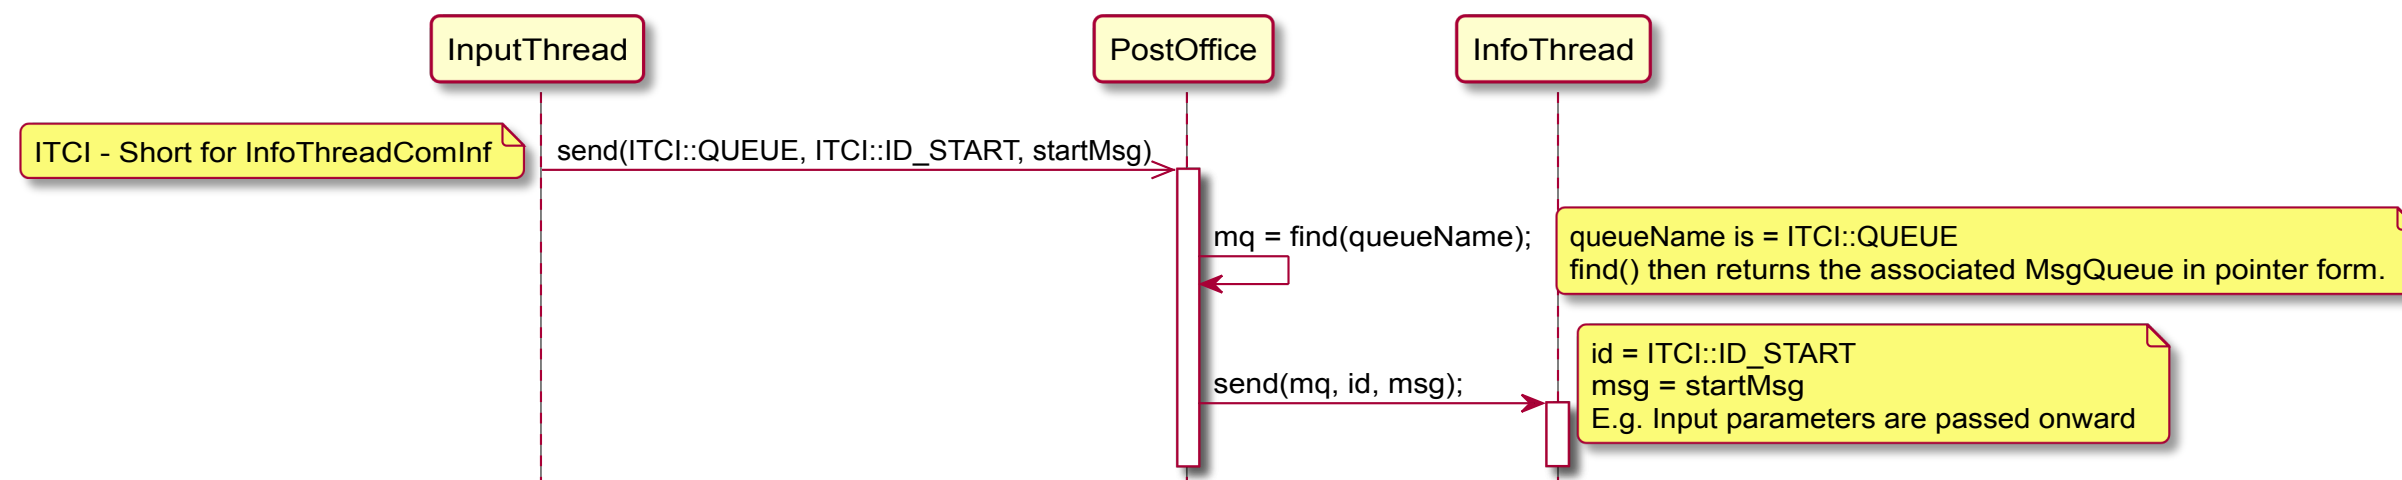 InputThread
PostOffice
InfoThread
ITCI - Short for InfoThreadComInf
send(ITCI::QUEUE, ITCI::ID_START, startMsg)
mq = find(queueName);
queueName is = ITCI::QUEUE
find() then returns the associated MsgQueue in pointer form.
send(mq, id, msg);
id = ITCI::ID_START
msg = startMsg
E.g. Input parameters are passed onward